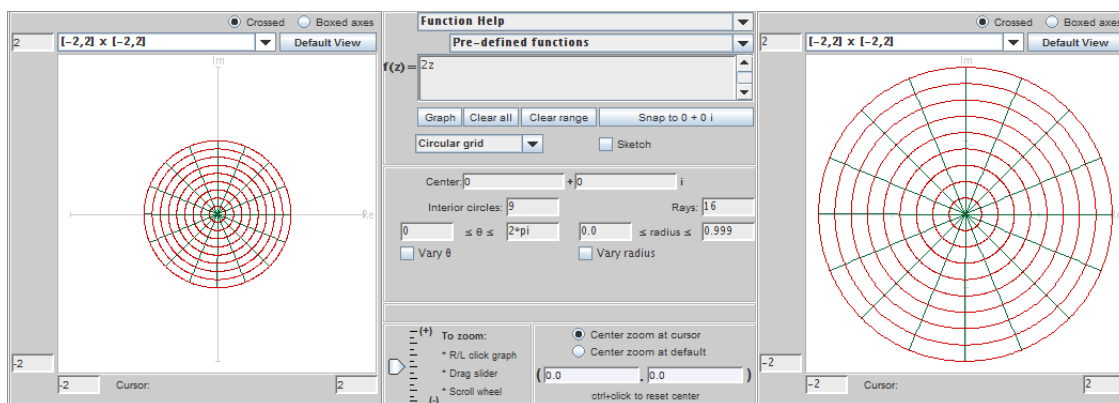 Crossed Boxed axes
2 [-2,2] x [-2,2] Default View
Im
Re
-2
-2 Cursor: 2
Function Help
Pre-defined functions
f(z)= 2z
Graph Clear all Clear range Snap to 0 + 0 i
Circular grid Sketch
Center: 0 + 0 i
Interior circles: 9 Rays: 16
0 ≤ θ ≤ 2*pi 0.0 ≤ radius ≤ 0.999
Vary θ Vary radius
(+) To zoom:
* R/L click graph
* Drag slider
* Scroll wheel
(-)
Center zoom at cursor
Center zoom at default
( 0.0 , 0.0 )
ctrl+click to reset center
Crossed Boxed axes
2 [-2,2] x [-2,2] Default View
Im
-2
-2 Cursor: 2